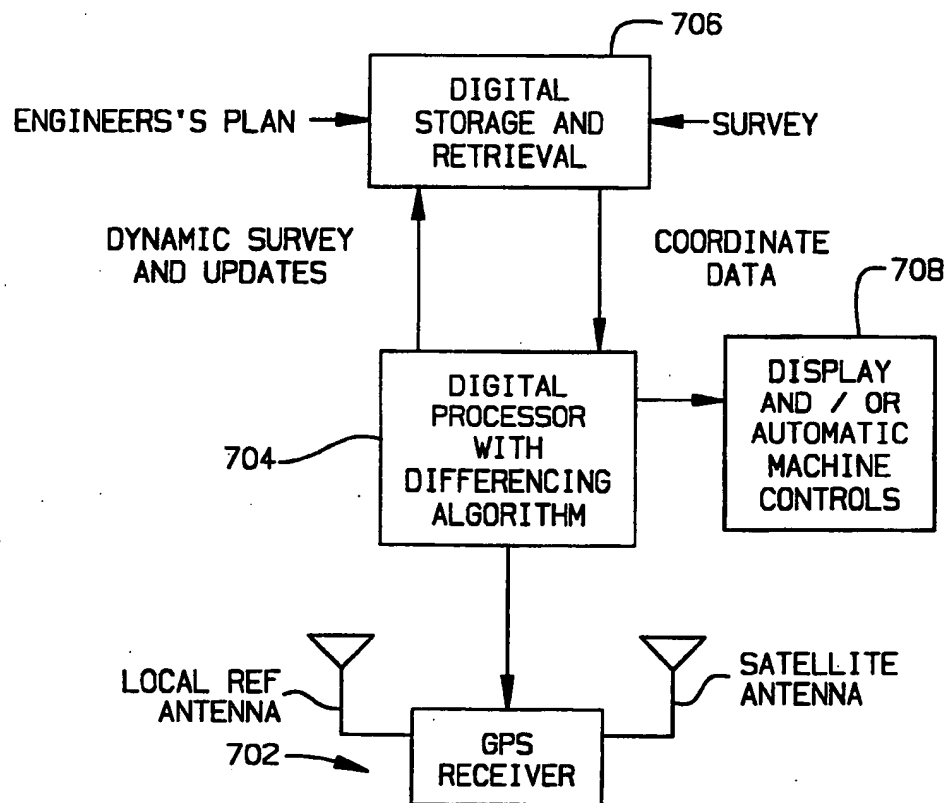 706
DIGITAL
STORAGE AND
RETRIEVAL
ENGINEERS'S PLAN
SURVEY
DYNAMIC SURVEY
AND UPDATES
COORDINATE
DATA
708
DIGITAL
PROCESSOR
WITH
DIFFERENCING
ALGORITHM
704
DISPLAY
AND / OR
AUTOMATIC
MACHINE
CONTROLS
LOCAL REF
ANTENNA
SATELLITE
ANTENNA
702
GPS
RECEIVER